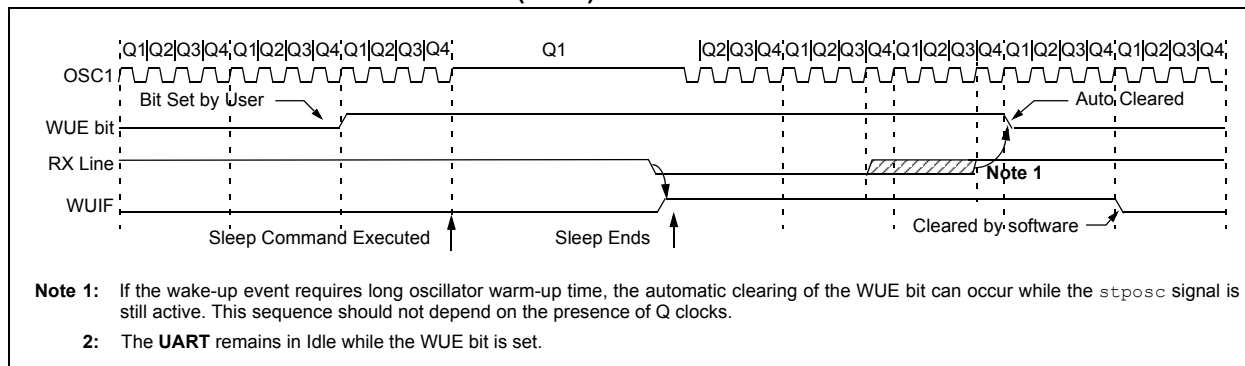 Q1|Q2|Q3|Q4|Q1|Q2|Q3|Q4|Q1|Q2|Q3|Q4 Q1 |Q2|Q3|Q4|Q1|Q2|Q3|Q4|Q1|Q2|Q3|Q4|Q1|Q2|Q3|Q4|Q1|Q2|Q3|Q4
OSC1
Bit Set by User
Auto Cleared
WUE bit
RX Line
Note 1
WUIF
Cleared by software
Sleep Command Executed
Sleep Ends
Note 1: If the wake-up event requires long oscillator warm-up time, the automatic clearing of the WUE bit can occur while the stposc signal is
still active. This sequence should not depend on the presence of Q clocks.
2: The UART remains in Idle while the WUE bit is set.